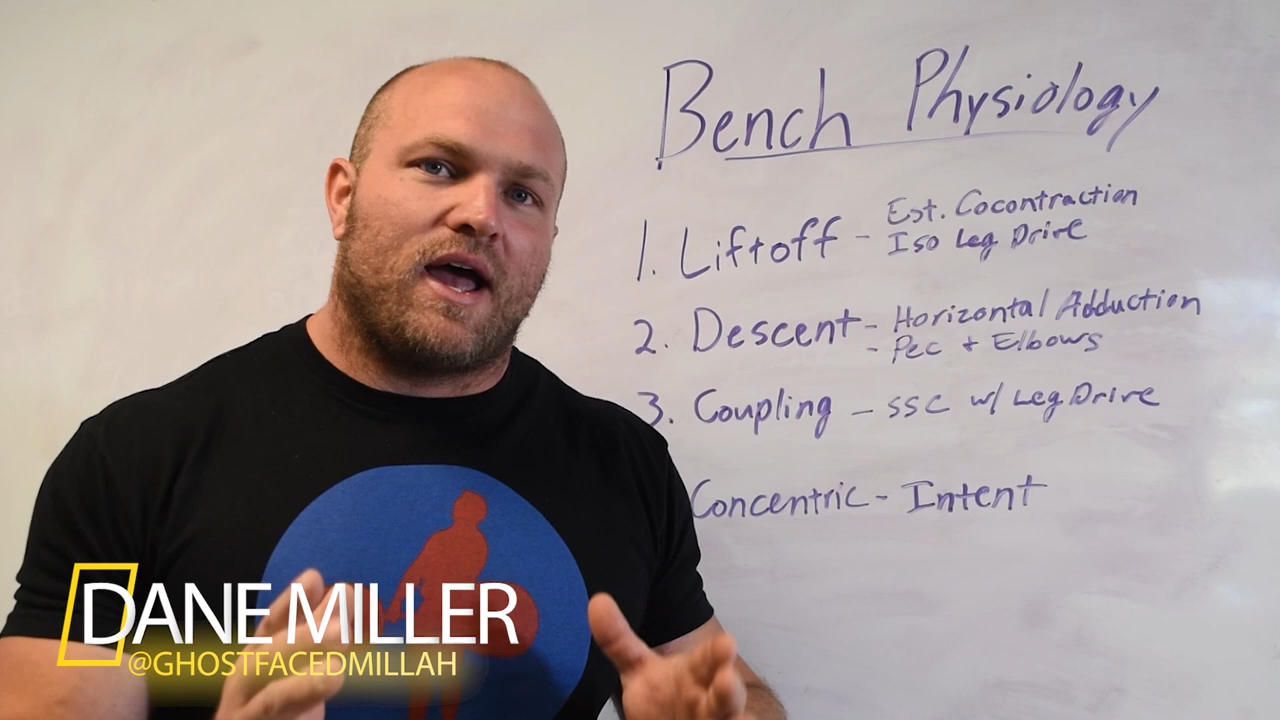 Bench Physiology
1. Liftoff - Est. Cocontraction
Iso Leg Drive
2. Descent - Horizontal Adduction
- Pec + Elbows
3. Coupling - SSC w/ Leg Drive
Concentric - Intent
DANE MILLER
@GHOSTFACEDMILLAH